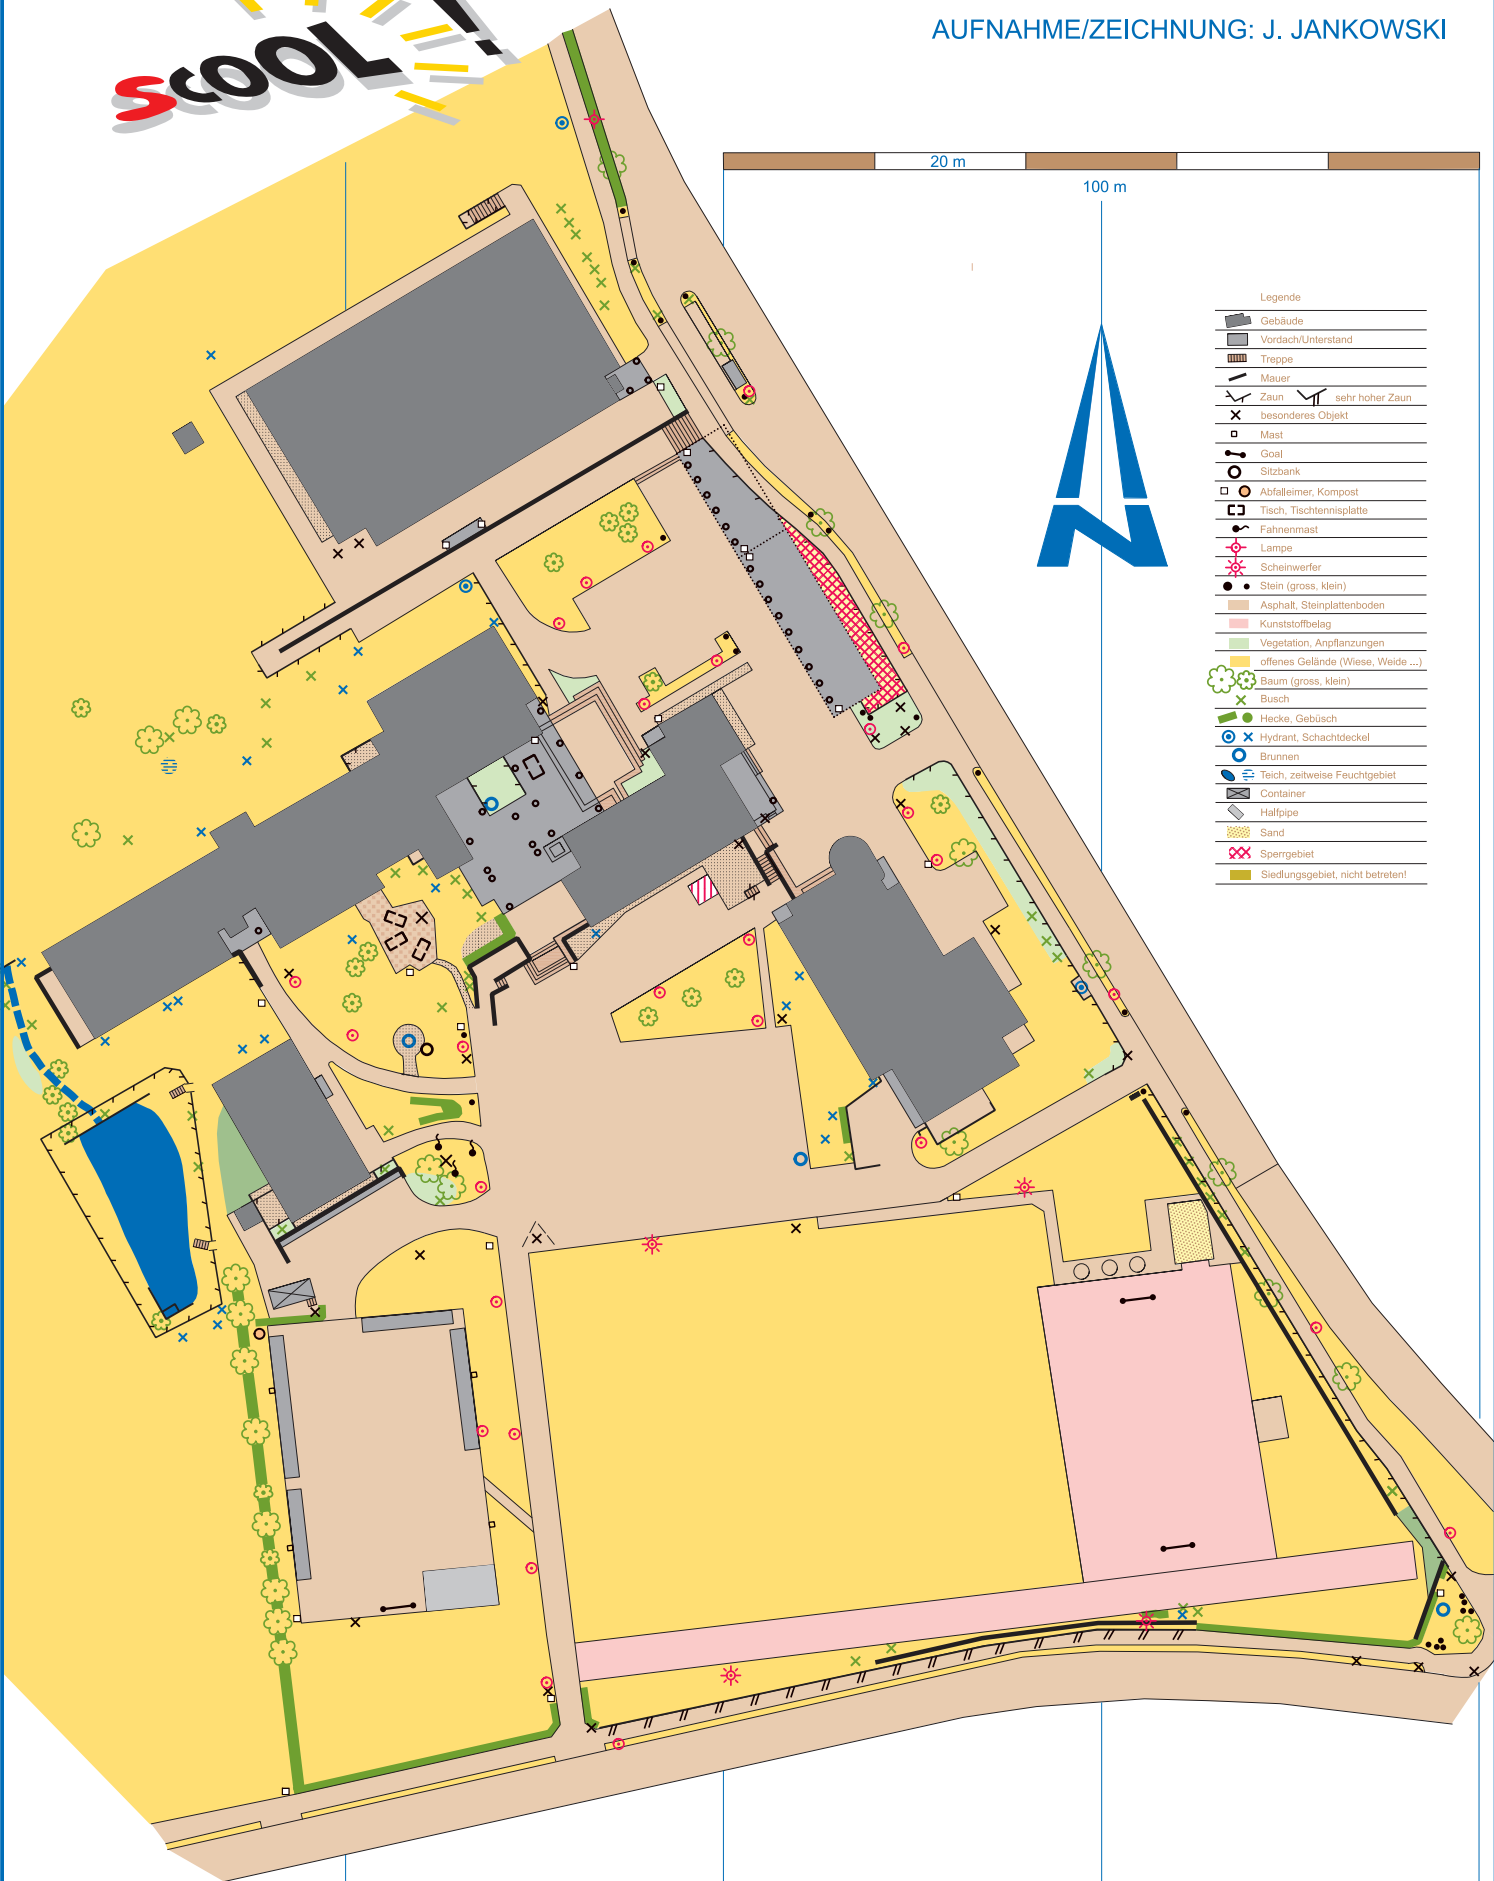 sCOOL!
AUFNAHME/ZEICHNUNG: J. JANKOWSKI
20 m
100 m
N
Legende
Gebäude
Vordach/Unterstand
Treppe
Mauer
Zaun sehr hoher Zaun
besonderes Objekt
Mast
Goal
Sitzbank
Abfalleimer, Kompost
Tisch, Tischtennisplatte
Fahnenmast
Lampe
Scheinwerfer
Stein (gross, klein)
Asphalt, Steinplattenboden
Kunststoffbelag
Vegetation, Anpflanzungen
offenes Gelände (Wiese, Weide ...)
Baum (gross, klein)
Busch
Hecke, Gebüsch
Hydrant, Schachtdeckel
Brunnen
Teich, zeitweise Feuchtgebiet
Container
Halfpipe
Sand
Sperrgebiet
Siedlungsgebiet, nicht betreten!